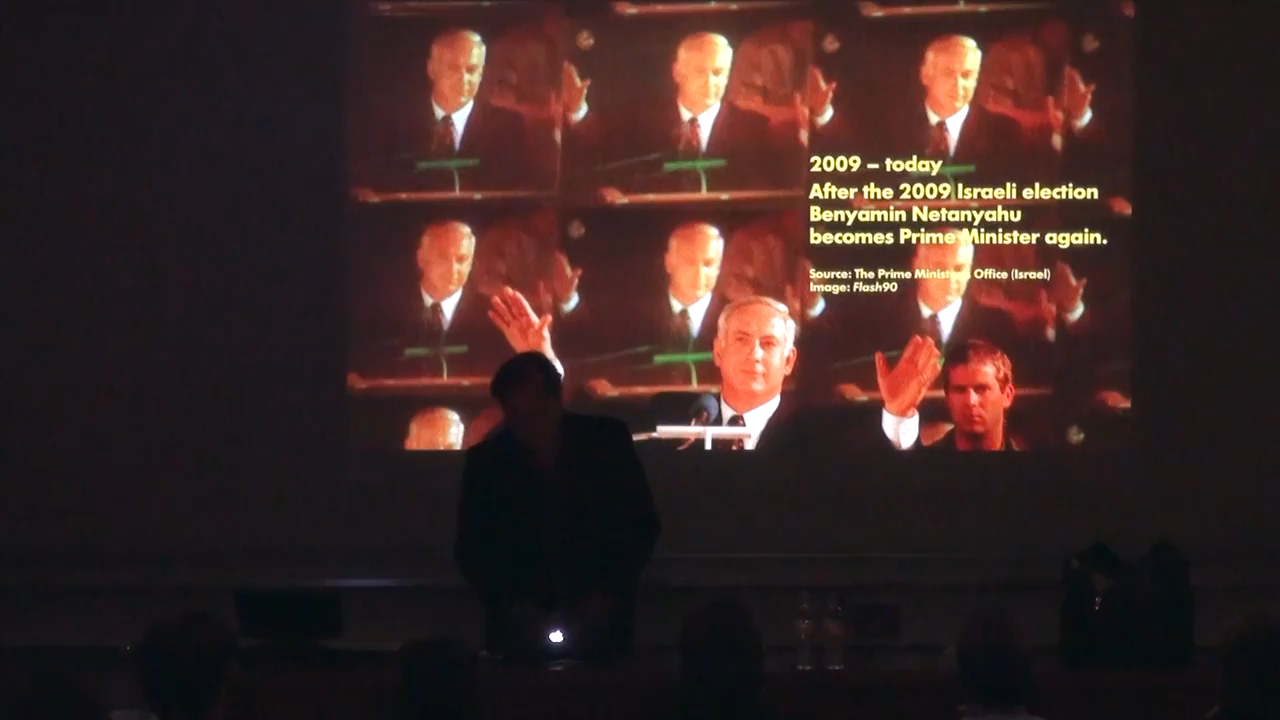 2009 – today
After the 2009 Israeli election
Benyamin Netanyahu
becomes Prime Minister again.
Source: The Prime Minister's Office (Israel)
Image: Flash90